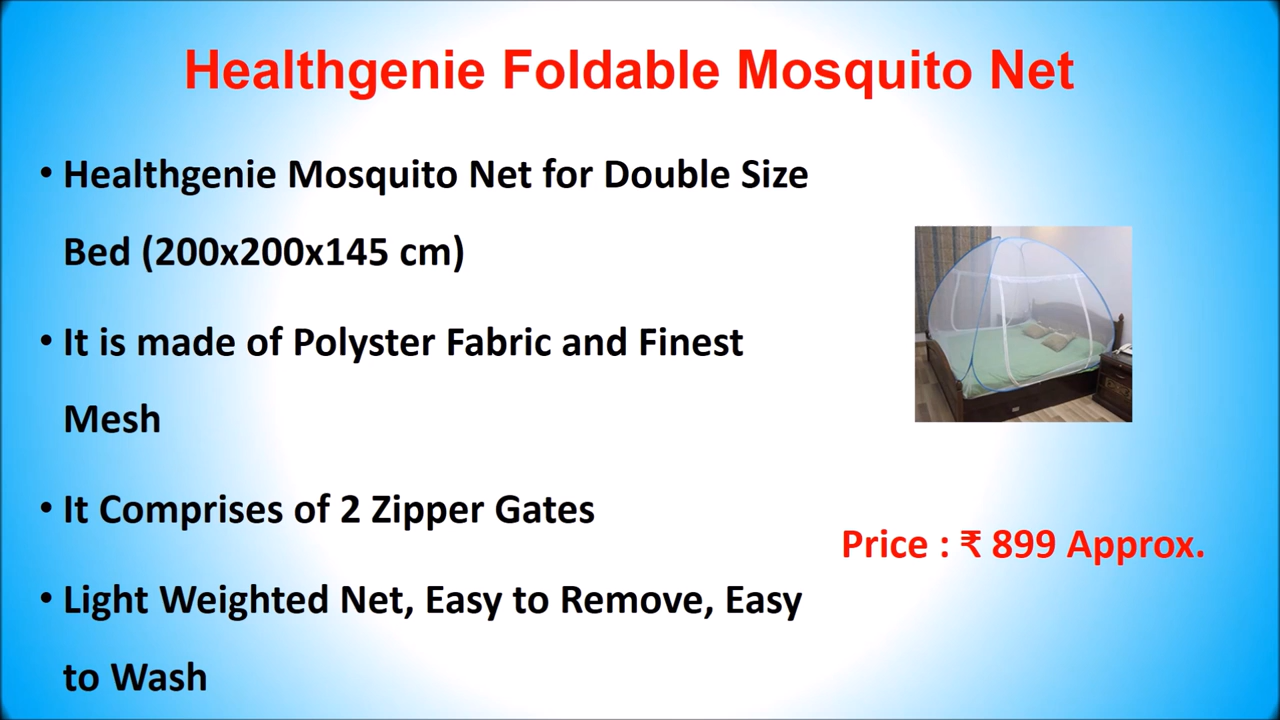 Healthgenie Foldable Mosquito Net
• Healthgenie Mosquito Net for Double Size
Bed (200x200x145 cm)
• It is made of Polyster Fabric and Finest
Mesh
• It Comprises of 2 Zipper Gates
• Light Weighted Net, Easy to Remove, Easy
to Wash
Price : ₹ 899 Approx.